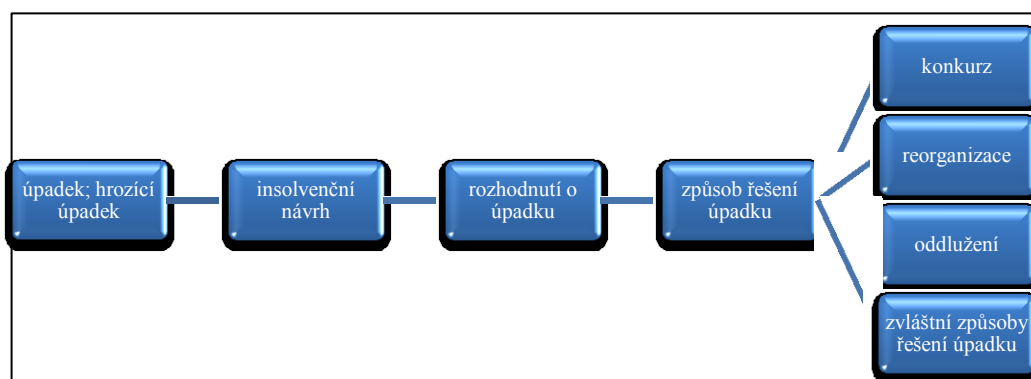 úpadek; hrozící
úpadek
insolvenční
návrh
rozhodnutí o
úpadku
způsob řešení
úpadku
konkurz
reorganizace
oddlužení
zvláštní způsoby
řešení úpadku